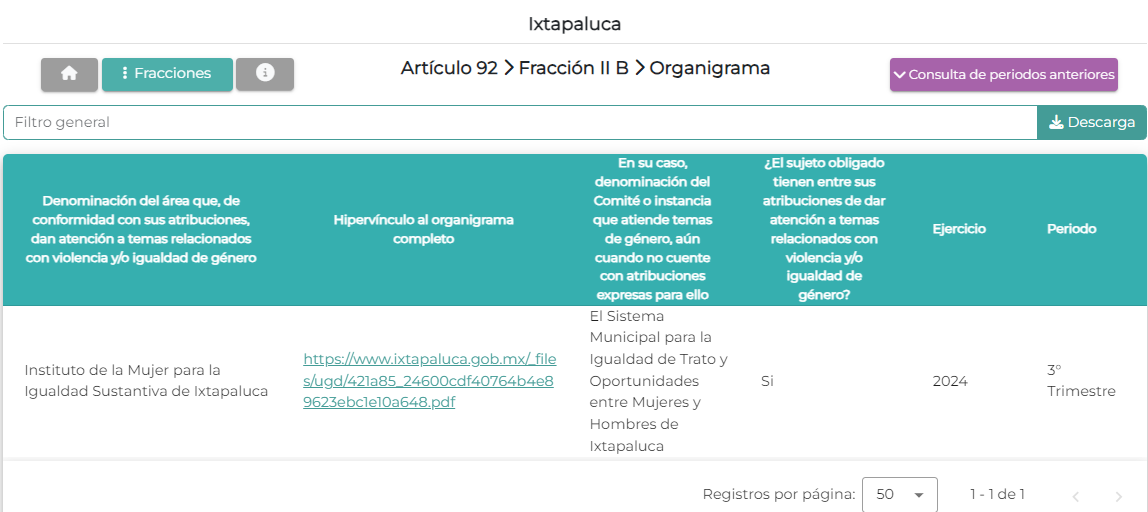 Ixtapaluca
Fracciones
Artículo 92 > Fracción II B > Organigrama
Consulta de periodos anteriores
Filtro general
Descarga
Denominación del área que, de
conformidad con sus atribuciones,
dan atención a temas relacionados
con violencia y/o igualdad de género
Hipervínculo al organigrama
completo
En su caso,
denominación del
Comité o instancia
que atiende temas
de género, aún
cuando no cuente
con atribuciones
expresas para ello
¿El sujeto obligado
tienen entre sus
atribuciones de dar
atención a temas
relacionados con
violencia y/o
igualdad de
género?
Ejercicio
Periodo
Instituto de la Mujer para la
Igualdad Sustantiva de Ixtapaluca
https://www.ixtapaluca.gob.mx/_file
s/ugd/421a85_24600cdf40764b4e8
9623ebc1e10a648.pdf
El Sistema
Municipal para la
Igualdad de Trato y
Oportunidades
entre Mujeres y
Hombres de
Ixtapaluca
Si
2024
3°
Trimestre
Registros por página:
50
1 - 1 de 1